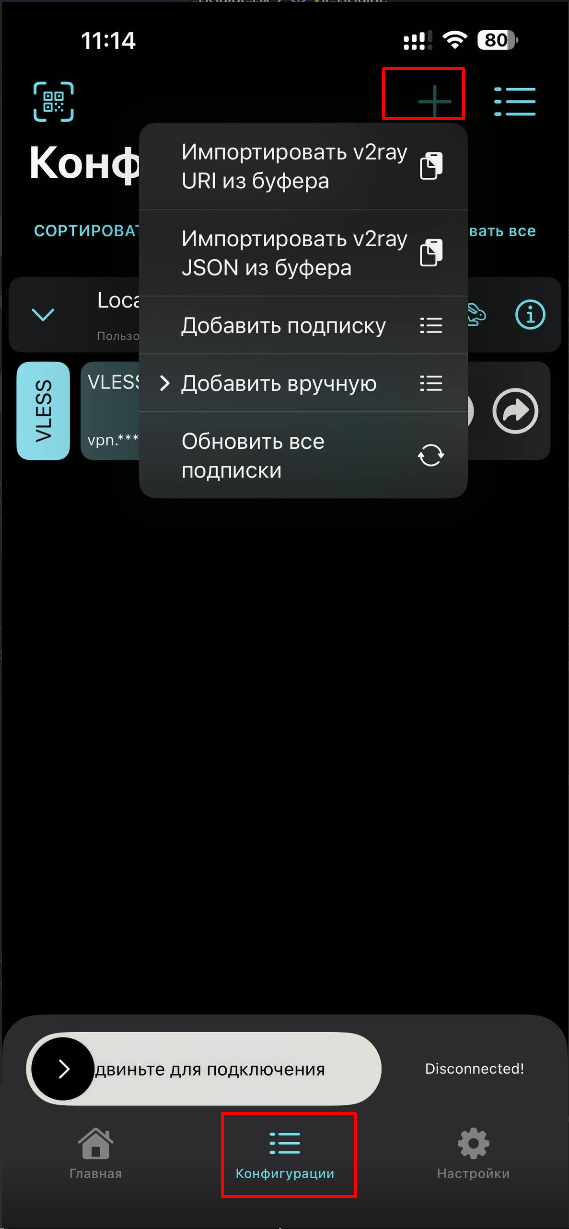 11:14
80
Конф
Импортировать v2ray
URI из буфера
Импортировать v2ray
JSON из буфера
СОРТИРОВАТ
вать все
Loca
Пользо
Добавить подписку
VLESS
VLESS
vpn.***
Добавить вручную
Обновить все
подписки
двиньте для подключения
Disconnected!
Главная
Конфигурации
Настройки